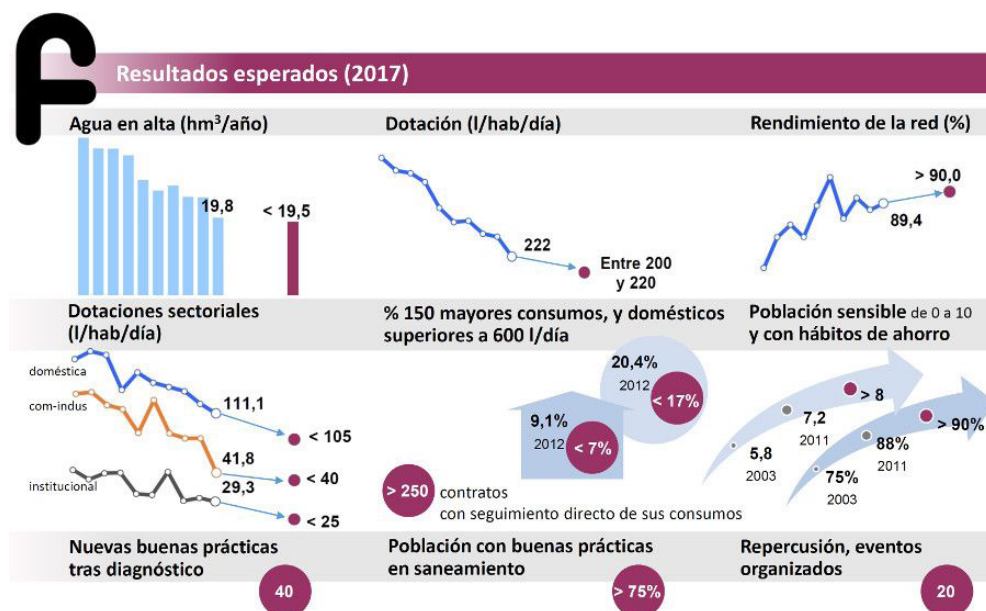 Resultados esperados (2017)
Agua en alta (hm³/año)
19,8
< 19,5
Dotación (l/hab/día)
222
Entre 200
y 220
Rendimiento de la red (%)
> 90,0
89,4
Dotaciones sectoriales
(l/hab/día)
doméstica
111,1
< 105
com-indus
41,8
< 40
institucional
29,3
< 25
% 150 mayores consumos, y domésticos
superiores a 600 l/día
20,4%
2012
< 17%
9,1%
2012
< 7%
> 250
contratos
con seguimiento directo de sus consumos
Población sensible de 0 a 10
y con hábitos de ahorro
5,8
2003
7,2
2011
> 8
75%
2003
88%
2011
> 90%
Nuevas buenas prácticas
tras diagnóstico
40
Población con buenas prácticas
en saneamiento
> 75%
Repercusión, eventos
organizados
20